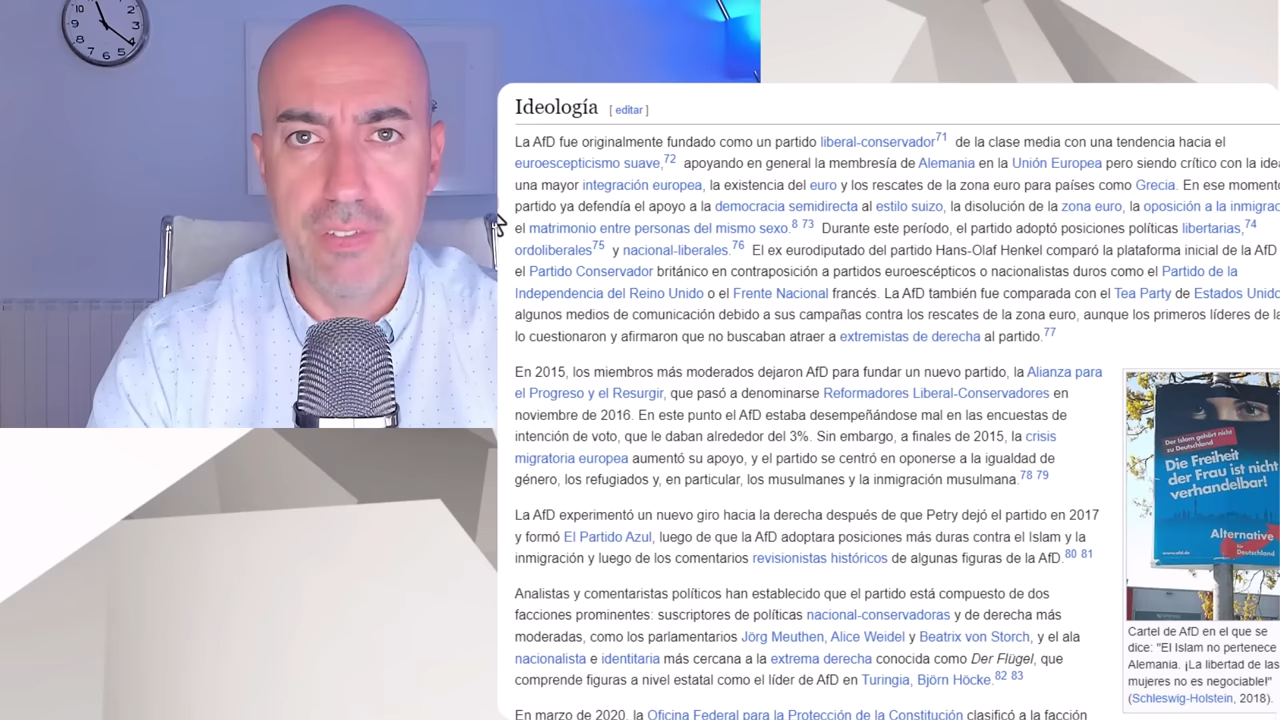 Ideología [ editar ]
La AfD fue originalmente fundado como un partido liberal-conservador71 de la clase media con una tendencia hacia el
euroescepticismo suave,72 apoyando en general la membresía de Alemania en la Unión Europea pero siendo crítico con la
una mayor integración europea, la existencia del euro y los rescates de la zona euro para países como Grecia. En ese
partido ya defendía el apoyo a la democracia semidirecta al estilo suizo, la disolución de la zona euro, la oposición a la
el matrimonio entre personas del mismo sexo.8 73 Durante este período, el partido adoptó posiciones políticas libertarias,74
ordoliberales75 y nacional-liberales.76 El ex eurodiputado del partido Hans-Olaf Henkel comparó la plataforma inicial de la AfD
el Partido Conservador británico en contraposición a partidos euroescépticos o nacionalistas duros como el Partido de la
Independencia del Reino Unido o el Frente Nacional francés. La AfD también fue comparada con el Tea Party de Estados
algunos medios de comunicación debido a sus campañas contra los rescates de la zona euro, aunque los primeros líderes de
lo cuestionaron y afirmaron que no buscaban atraer a extremistas de derecha al partido.77
En 2015, los miembros más moderados dejaron AfD para fundar un nuevo partido, la Alianza para
el Progreso y el Resurgir, que pasó a denominarse Reformadores Liberal-Conservadores en
noviembre de 2016. En este punto el AfD estaba desempeñándose mal en las encuestas de
intención de voto, que le daban alrededor del 3%. Sin embargo, a finales de 2015, la crisis
migratoria europea aumentó su apoyo, y el partido se centró en oponerse a la igualdad de
género, los refugiados y, en particular, los musulmanes y la inmigración musulmana.78 79
La AfD experimentó un nuevo giro hacia la derecha después de que Petry dejó el partido en 2017
y formó El Partido Azul, luego de que la AfD adoptara posiciones más duras contra el Islam y la
inmigración y luego de los comentarios revisionistas históricos de algunas figuras de la AfD.80 81
Analistas y comentaristas políticos han establecido que el partido está compuesto de dos
facciones prominentes: suscriptores de políticas nacional-conservadoras y de derecha más
moderadas, como los parlamentarios Jörg Meuthen, Alice Weidel y Beatrix von Storch, y el ala
nacionalista e identitaria más cercana a la extrema derecha conocida como Der Flügel, que
comprende figuras a nivel estatal como el líder de AfD en Turingia, Björn Höcke.82 83
En marzo de 2020, la Oficina Federal para la Protección de la Constitución clasificó a la facción
Der Islam gehört nicht
zu Deutschland
Die Freiheit
der Frau ist nicht
verhandelbar!
Alternative
für
Deutschland
www.afd.de
Cartel de AfD en el que se
dice: "El Islam no pertenece
Alemania. ¡La libertad de las
mujeres no es negociable!"
(Schleswig-Holstein, 2018).
10
9
8
7
6
5
4
3